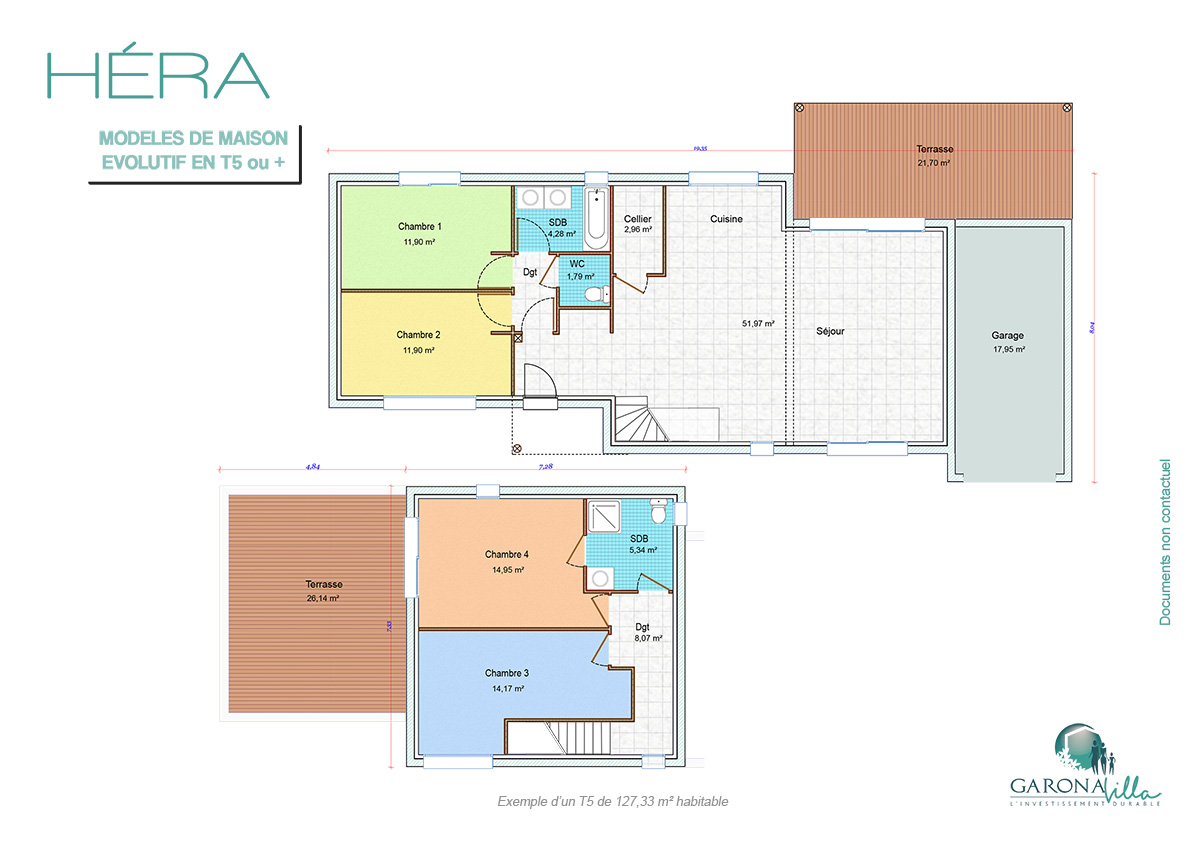 HÉRA
MODELES DE MAISON
EVOLUTIF EN T5 ou +
19,35
Terrasse
21,70 m²
Chambre 1
11,90 m²
SDB
4,28 m²
Cellier
2,96 m²
Cuisine
WC
1,79 m²
Dgt
Chambre 2
11,90 m²
51,97 m²
Séjour
Garage
17,95 m²
8,04
4,84
7,28
Terrasse
26,14 m²
7,33
Chambre 4
14,95 m²
SDB
5,34 m²
Dgt
8,07 m²
Chambre 3
14,17 m²
Documents non contactuel
Exemple d'un T5 de 127,33 m² habitable
GARONA Villa
L'INVESTISSEMENT DURABLE